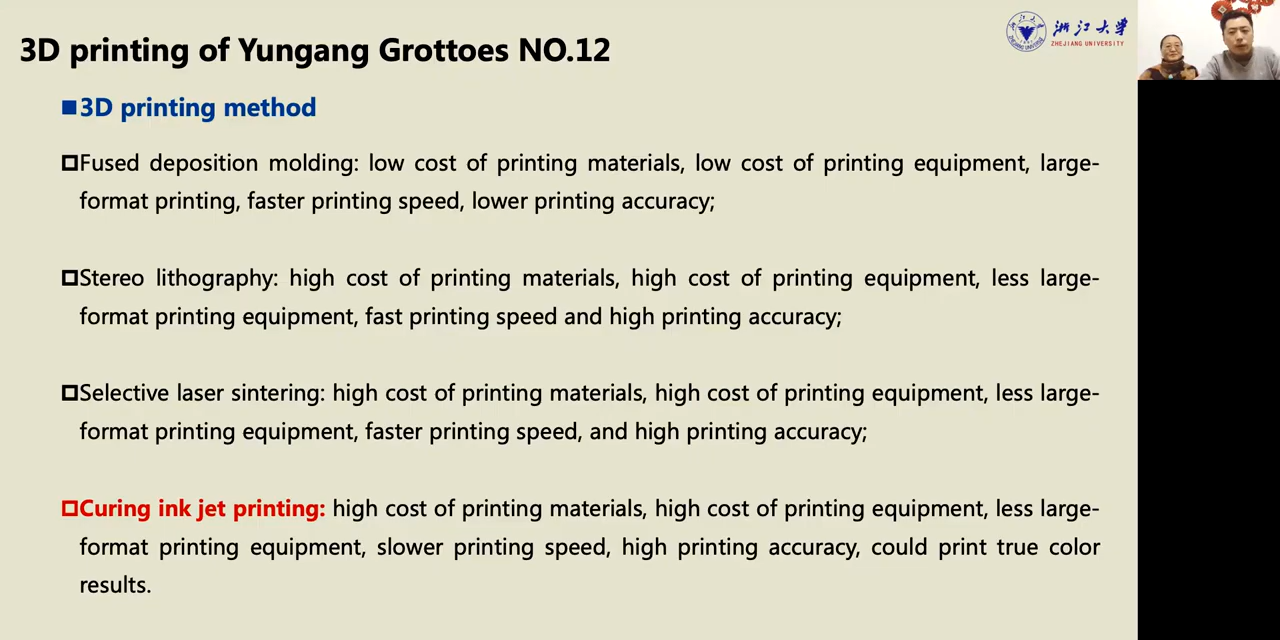 3D printing of Yungang Grottoes NO.12
浙江大学
ZHEJIANG UNIVERSITY
3D printing method
Fused deposition molding: low cost of printing materials, low cost of printing equipment, large-
format printing, faster printing speed, lower printing accuracy;
Stereo lithography: high cost of printing materials, high cost of printing equipment, less large-
format printing equipment, fast printing speed and high printing accuracy;
Selective laser sintering: high cost of printing materials, high cost of printing equipment, less large-
format printing equipment, faster printing speed, and high printing accuracy;
Curing ink jet printing: high cost of printing materials, high cost of printing equipment, less large-
format printing equipment, slower printing speed, high printing accuracy, could print true color
results.